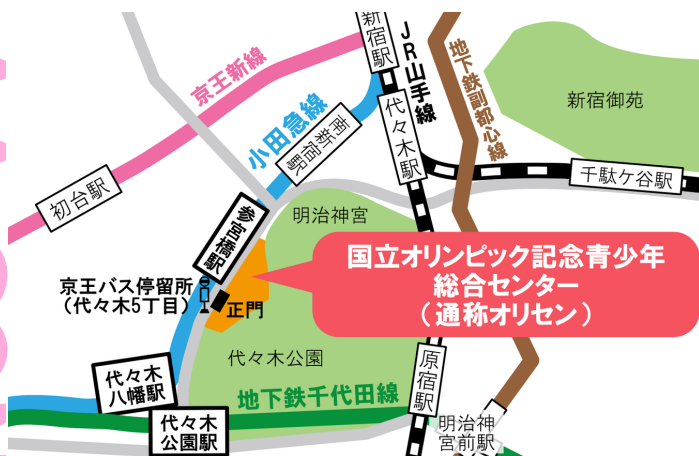 新宿駅
JR山手線
地下鉄副都心線
京王新線
新宿御苑
小田急線
南新宿駅
代々木駅
千駄ケ谷駅
初台駅
明治神宮
参宮橋駅
国立オリンピック記念青少年
総合センター
（通称オリセン）
京王バス停留所
（代々木5丁目）
正門
代々木公園
原宿駅
代々木
八幡駅
地下鉄千代田線
代々木
公園駅
明治神
宮前駅